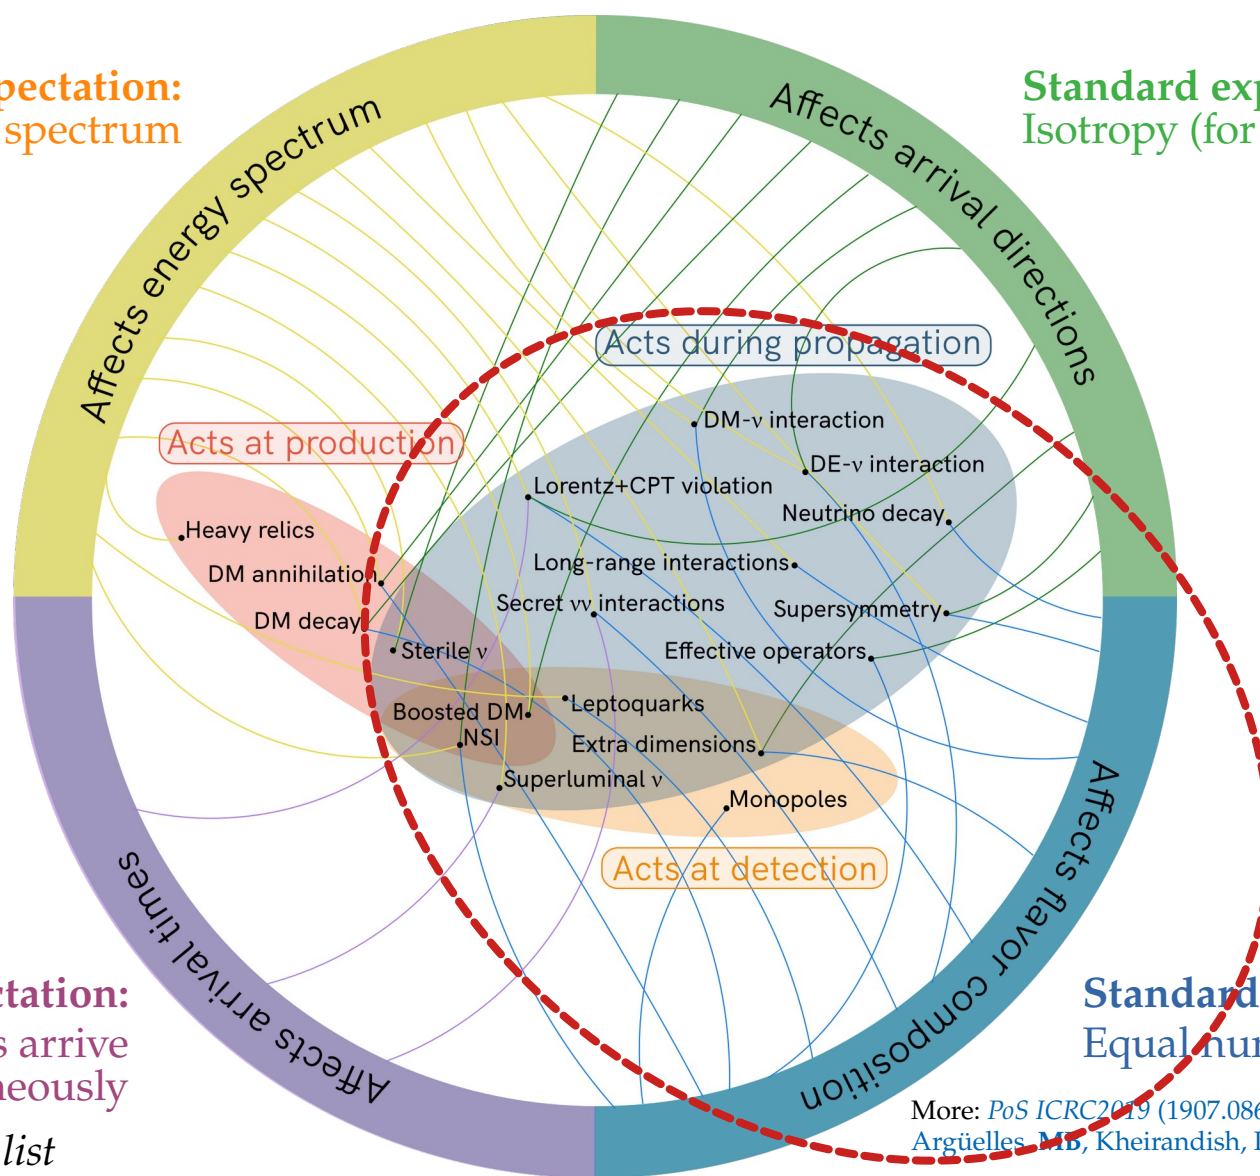 pectation:
spectrum
Standard exp
Isotropy (for
Affects energy spectrum
Affects arrival directions
Acts during propagation
DM-ν interaction
Acts at production
DE-ν interaction
Lorentz+CPT violation
Neutrino decay
Heavy relics
Long-range interactions
DM annihilation
Secret νν interactions
Supersymmetry
DM decay
Sterile ν
Effective operators
Leptoquarks
Boosted DM
NSI
Extra dimensions
Superluminal ν
Monopoles
Acts at detection
Affects arrival times
Affects flavor composition
ctation:
s arrive
neously
list
Standard
Equal nur
More: PoS ICRC2019 (1907.086
Argüelles, MB, Kheirandish,